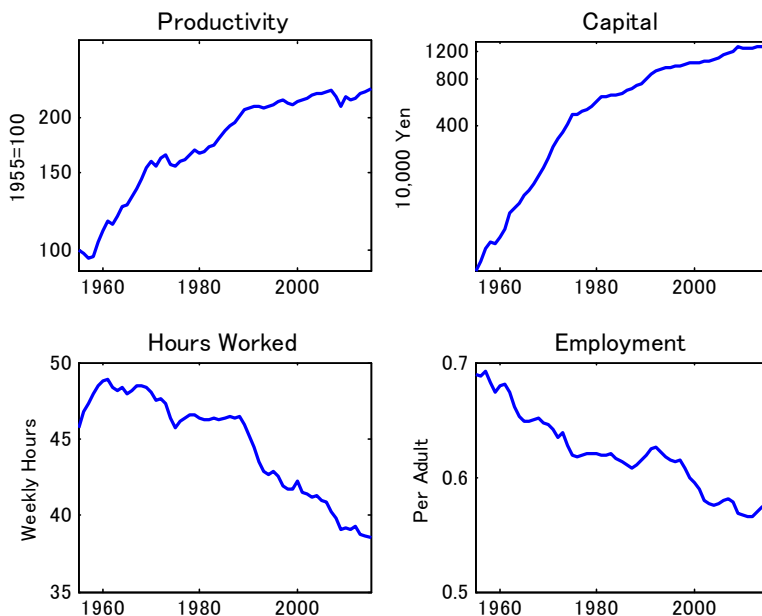 Productivity
1955=100
200
150
100
1960 1980 2000
Capital
10,000 Yen
1200
800
400
1960 1980 2000
Hours Worked
Weekly Hours
50
45
40
35
1960 1980 2000
Employment
Per Adult
0.7
0.6
0.5
1960 1980 2000